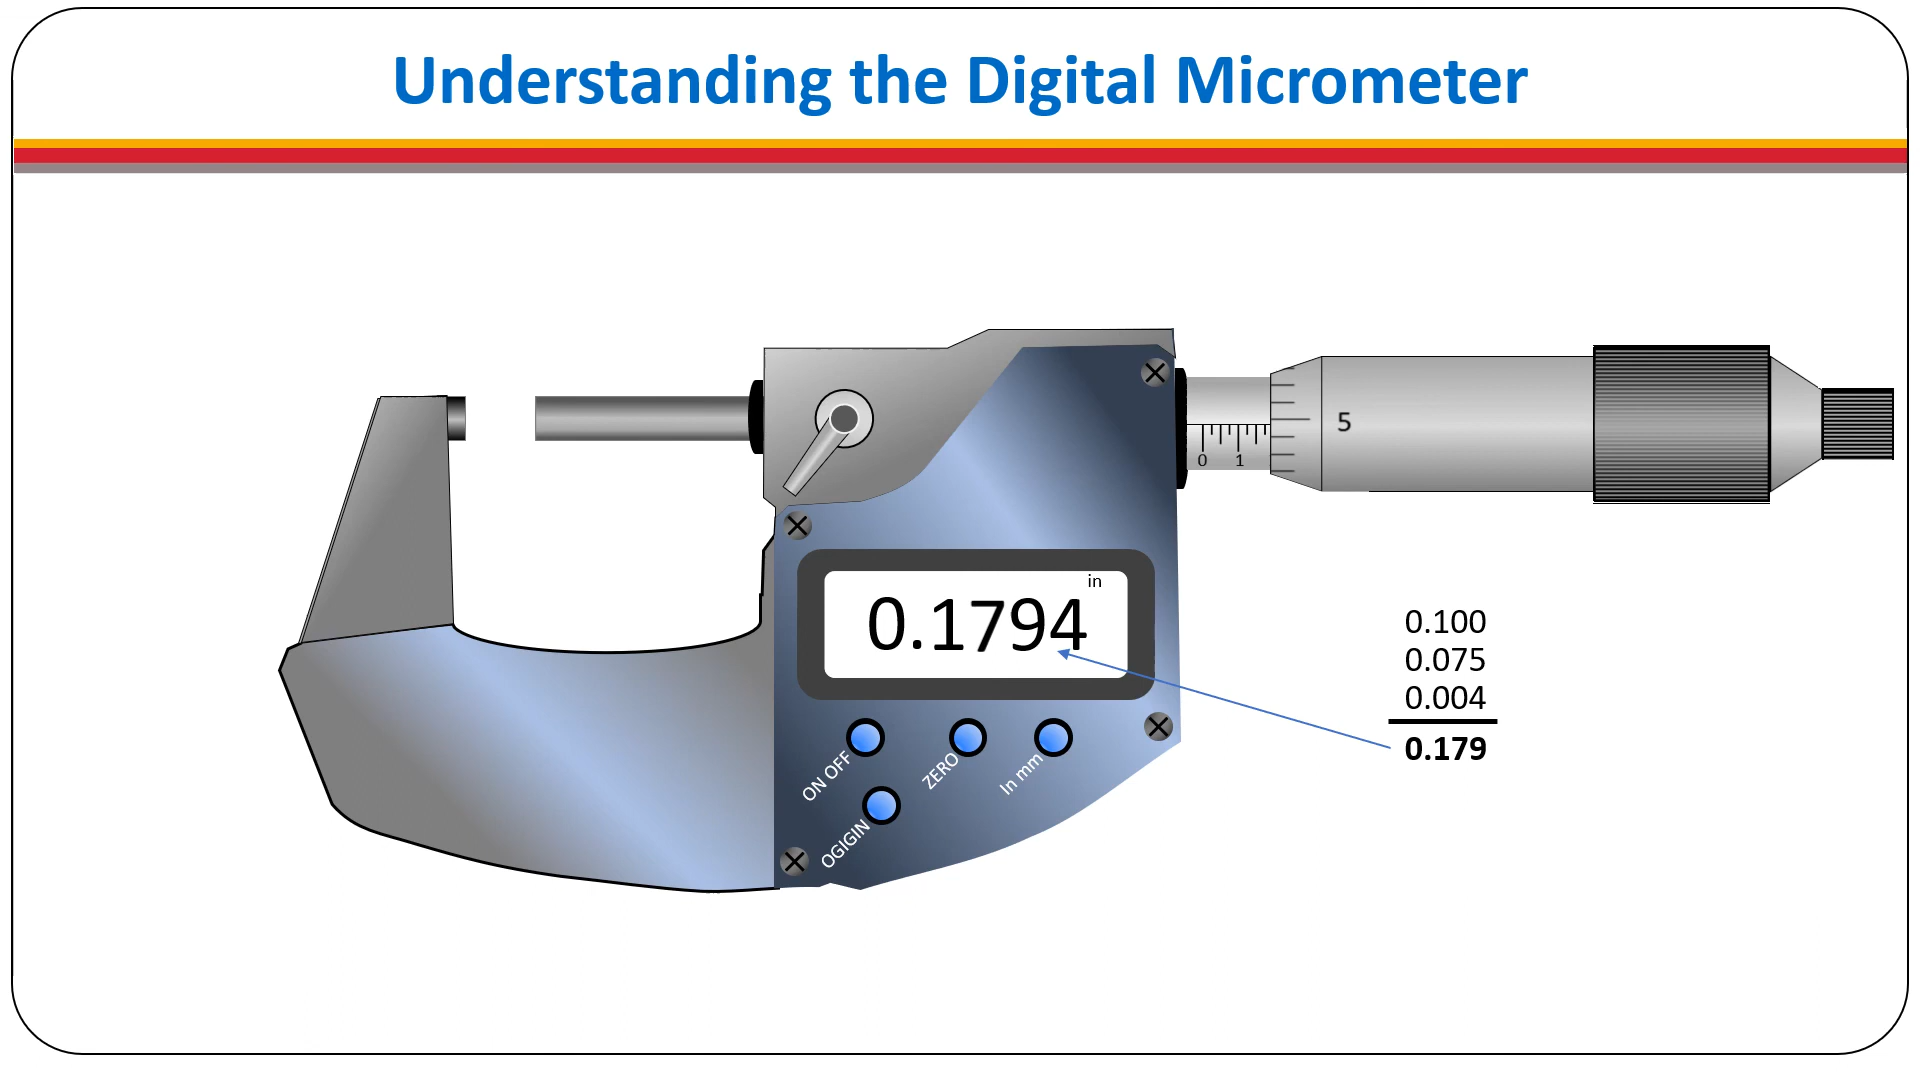 Understanding the Digital Micrometer
5
0 1
in
0.1794
0.100
0.075
0.004
0.179
ON OFF
ZERO
In mm
OGIGIN